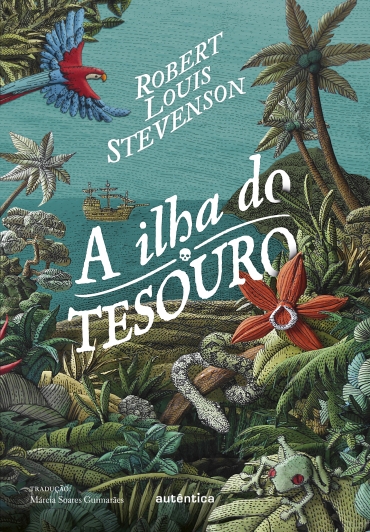 ROBERT
LOUIS
STEVENSON
A ilha do
TESOURO
TRADUÇÃO:
Márcia Soares Guimarães
autêntica